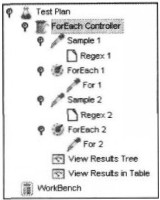 Test Plan
ForEach Controller
Sample 1
Regex 1
ForEach 1
For 1
Sample 2
Regex 2
ForEach 2
For 2
View Results Tree
View Results in Table
WorkBench